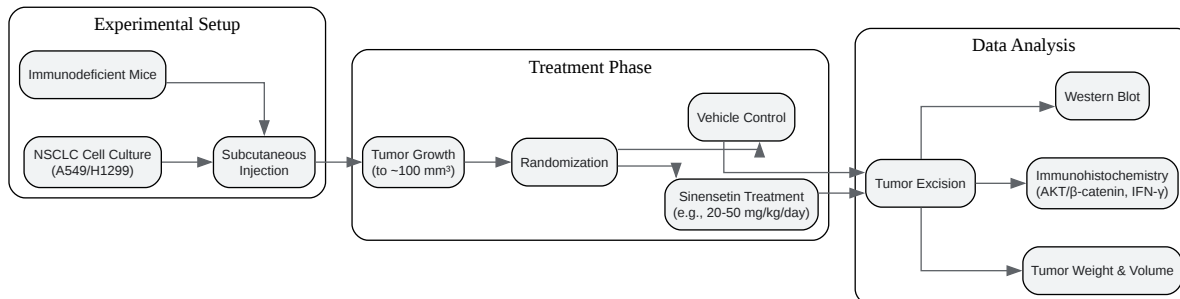 Experimental Setup
Immunodeficient Mice
NSCLC Cell Culture
(A549/H1299)
Subcutaneous
Injection
Treatment Phase
Tumor Growth
(to ~100 mm³)
Randomization
Vehicle Control
Sinensetin Treatment
(e.g., 20-50 mg/kg/day)
Data Analysis
Tumor Excision
Western Blot
Immunohistochemistry
(AKT/β-catenin, IFN-γ)
Tumor Weight & Volume